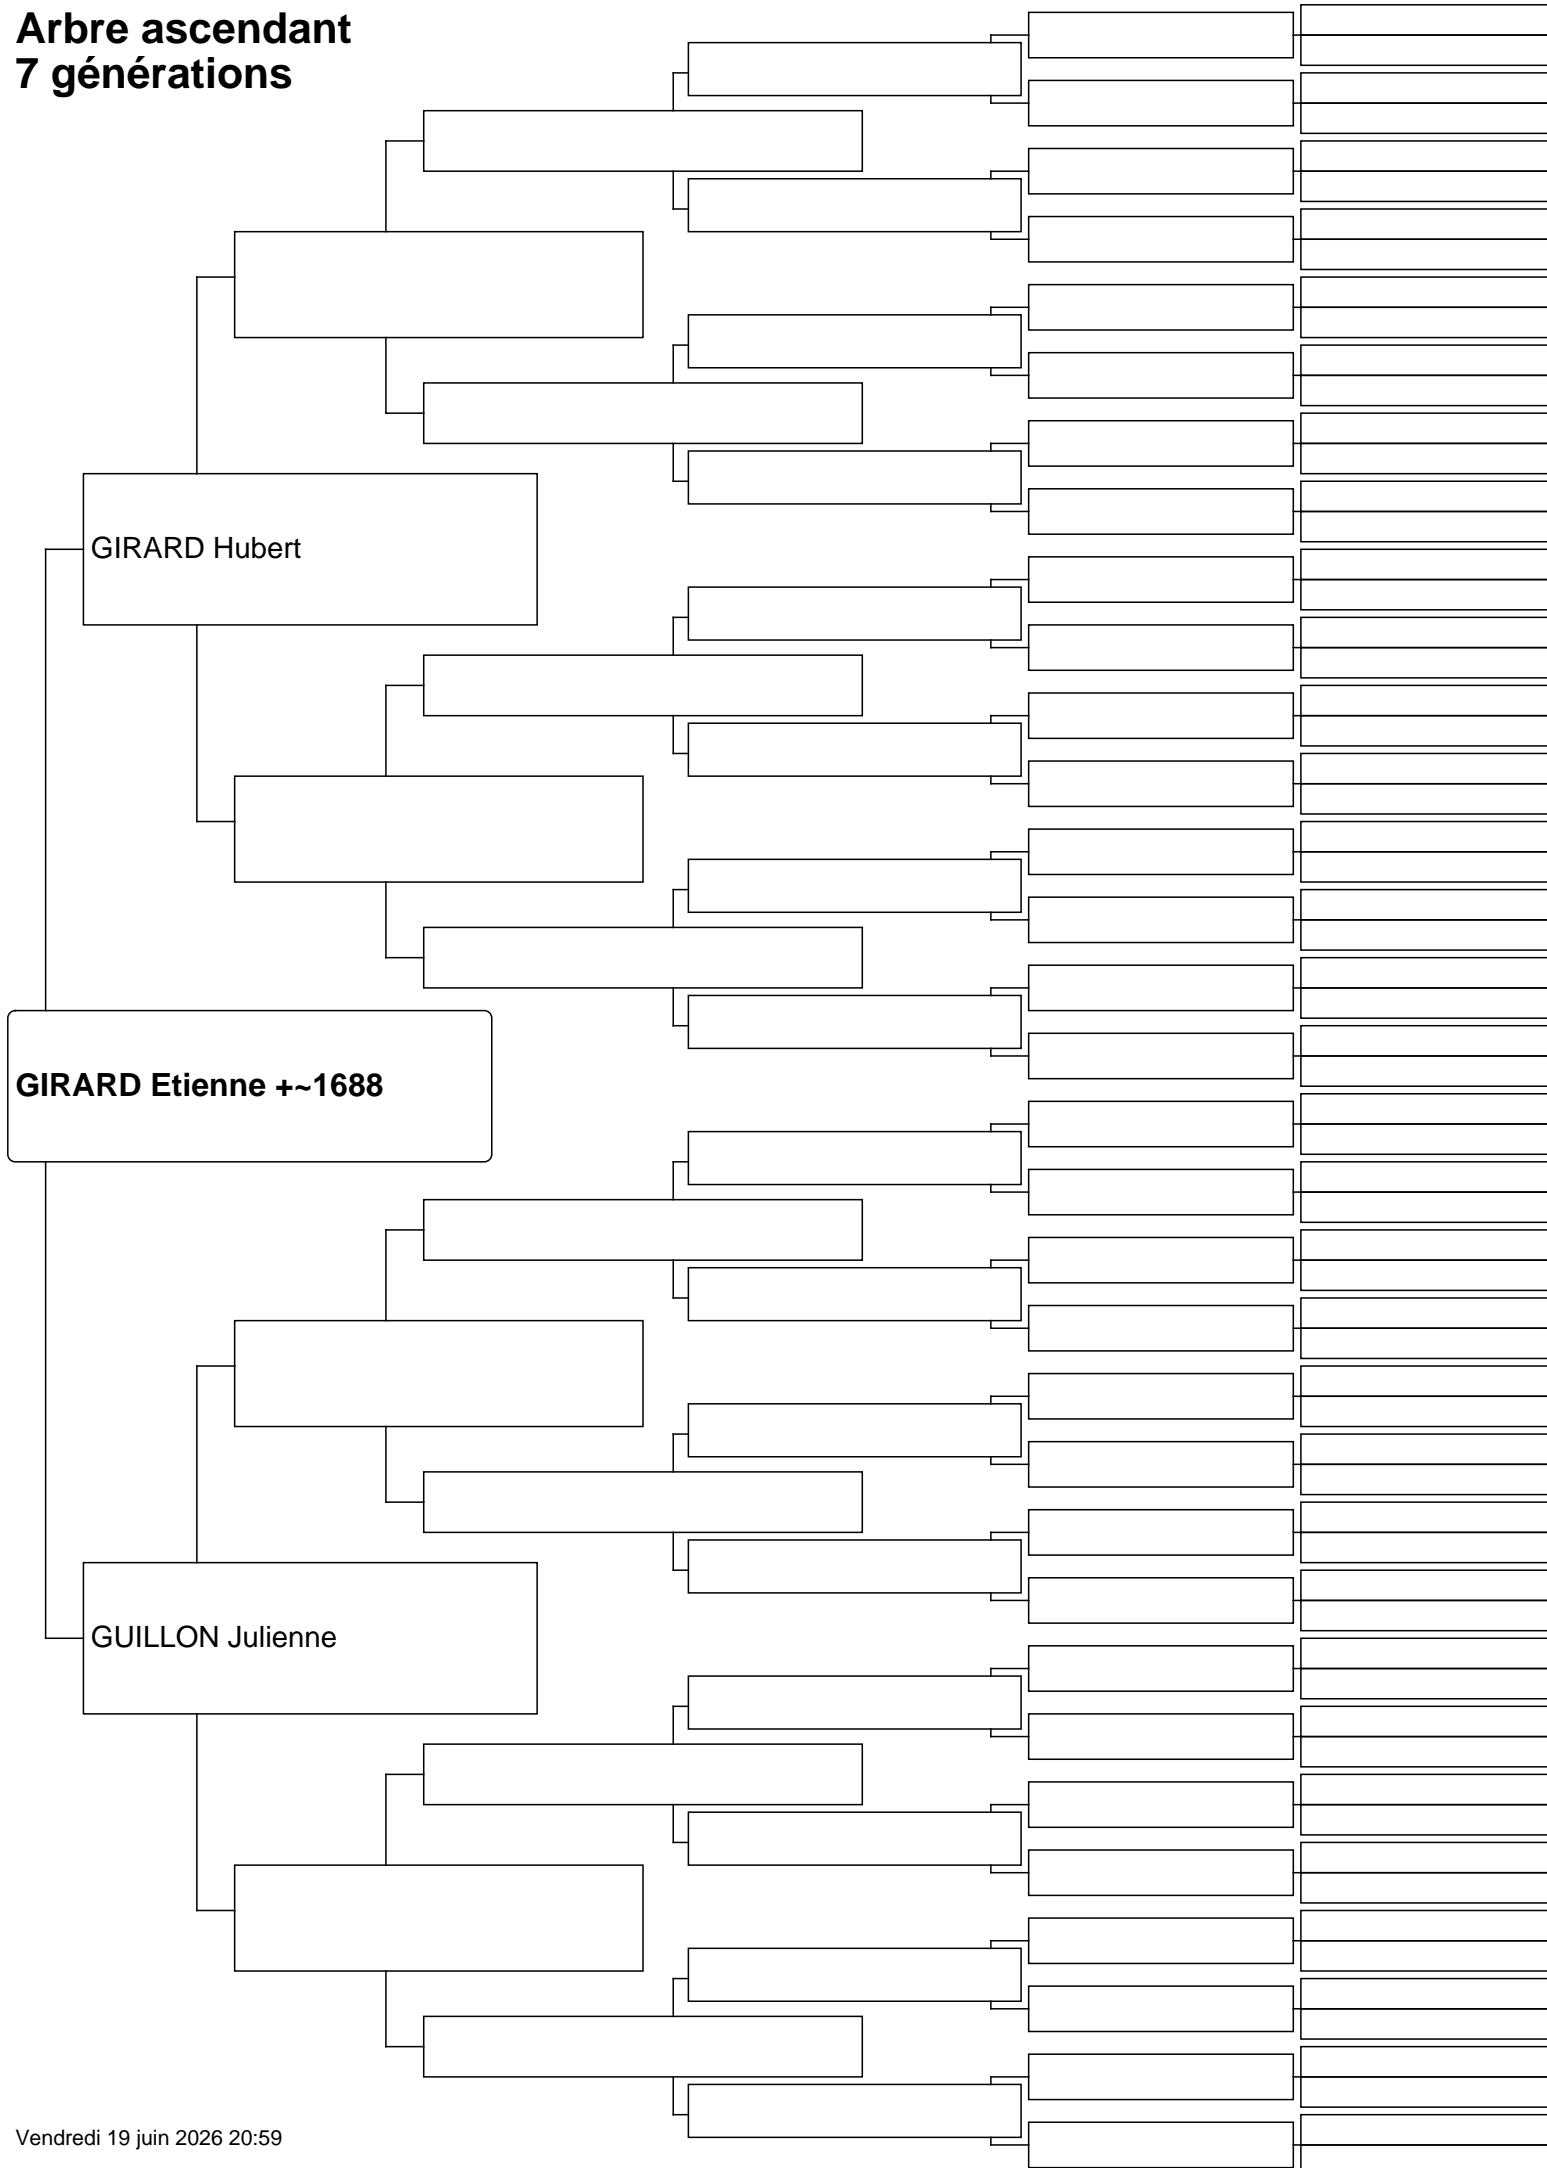 Arbre ascendant
7 générations
GIRARD Hubert
GIRARD Etienne +~1688
GUILLON Julienne
Vendredi 19 juin 2026 20:59